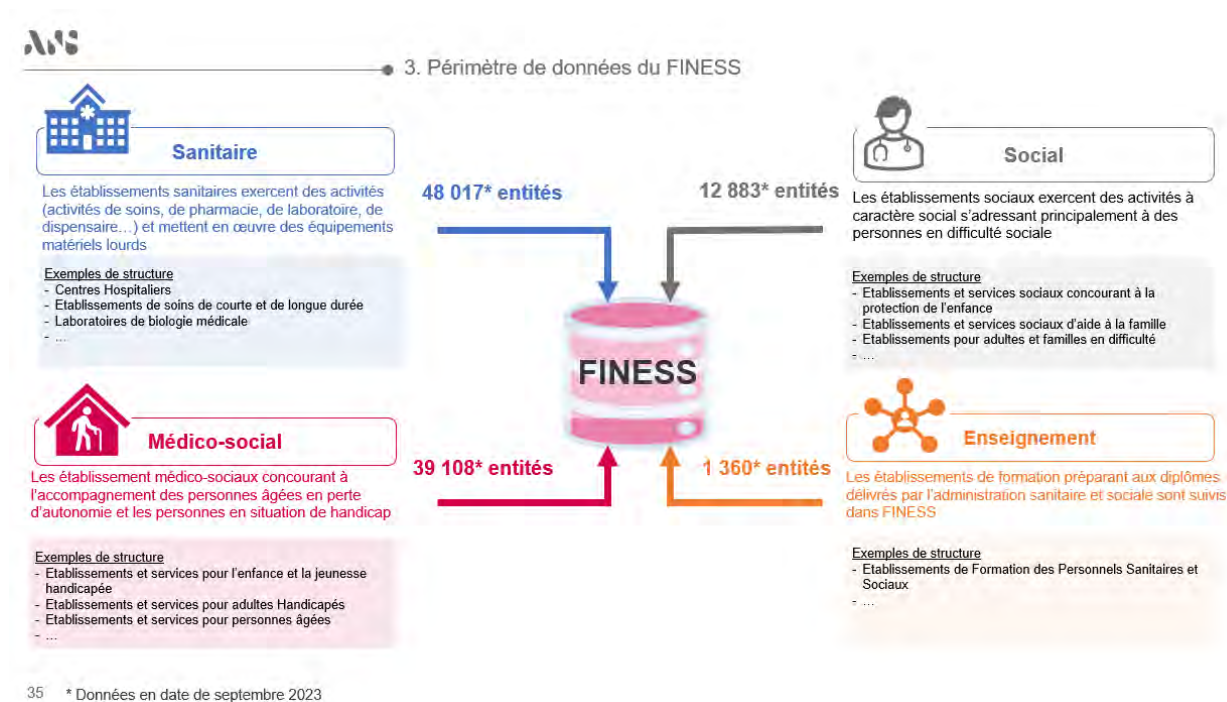 ANS
3. Périmètre de données du FINESS
Sanitaire
Les établissements sanitaires exercent des activités
(activités de soins, de pharmacie, de laboratoire, de
dispensaire…) et mettent en œuvre des équipements
matériels lourds
Exemples de structure
- Centres Hospitaliers
- Etablissements de soins de courte et de longue durée
- Laboratoires de biologie médicale
- …
48 017* entités
12 883* entités
Social
Les établissements sociaux exercent des activités à
caractère social s'adressant principalement à des
personnes en difficulté sociale
Exemples de structure
- Etablissements et services sociaux concourant à la
protection de l'enfance
- Etablissements et services sociaux d'aide à la famille
- Etablissements pour adultes et familles en difficulté
- …
FINESS
Médico-social
Les établissement médico-sociaux concourant à
l'accompagnement des personnes âgées en perte
d'autonomie et les personnes en situation de handicap
Exemples de structure
- Etablissements et services pour l'enfance et la jeunesse
handicapée
- Etablissements et services pour adultes Handicapés
- Etablissements et services pour personnes âgées
- …
39 108* entités
1 360* entités
Enseignement
Les établissements de formation préparant aux diplômes
délivrés par l'administration sanitaire et sociale sont suivis
dans FINESS
Exemples de structure
- Etablissements de Formation des Personnels Sanitaires et
Sociaux
- …
35 * Données en date de septembre 2023